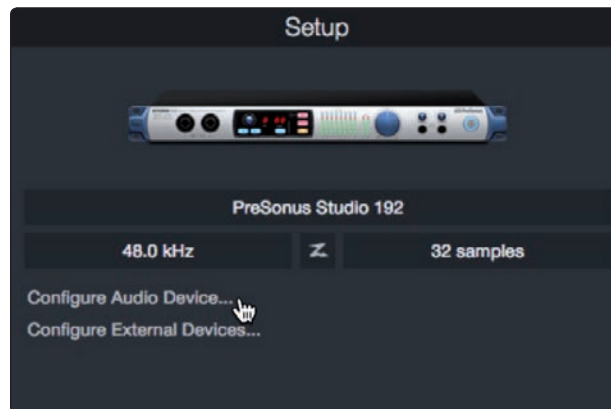 Setup
PreSonus Studio 192
48.0 kHz Z 32 samples
Configure Audio Device...
Configure External Devices...